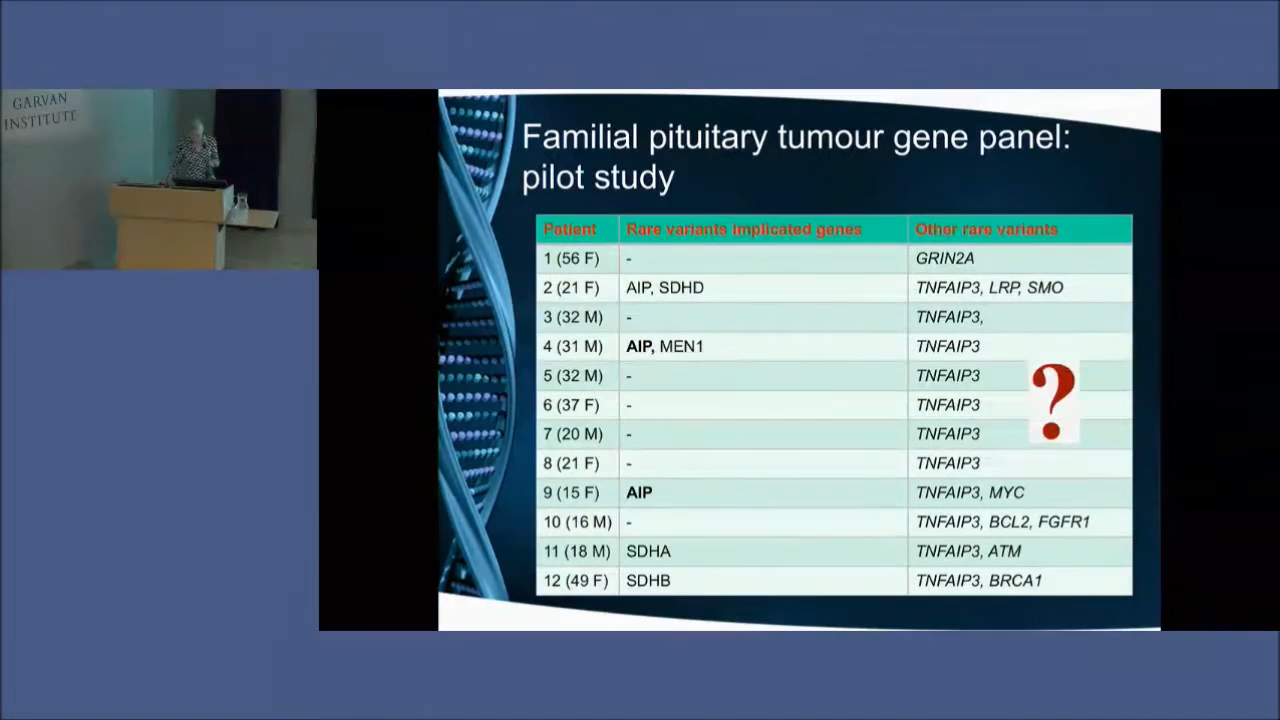 GARVAN
INSTITUTE
Familial pituitary tumour gene panel:
pilot study
Patient Rare variants implicated genes Other rare variants
1 (56 F) - GRIN2A
2 (21 F) AIP, SDHD TNFAIP3, LRP, SMO
3 (32 M) - TNFAIP3,
4 (31 M) AIP, MEN1 TNFAIP3
5 (32 M) - TNFAIP3
6 (37 F) - TNFAIP3
7 (20 M) - TNFAIP3
8 (21 F) - TNFAIP3
9 (15 F) AIP TNFAIP3, MYC
10 (16 M) - TNFAIP3, BCL2, FGFR1
11 (18 M) SDHA TNFAIP3, ATM
12 (49 F) SDHB TNFAIP3, BRCA1
?